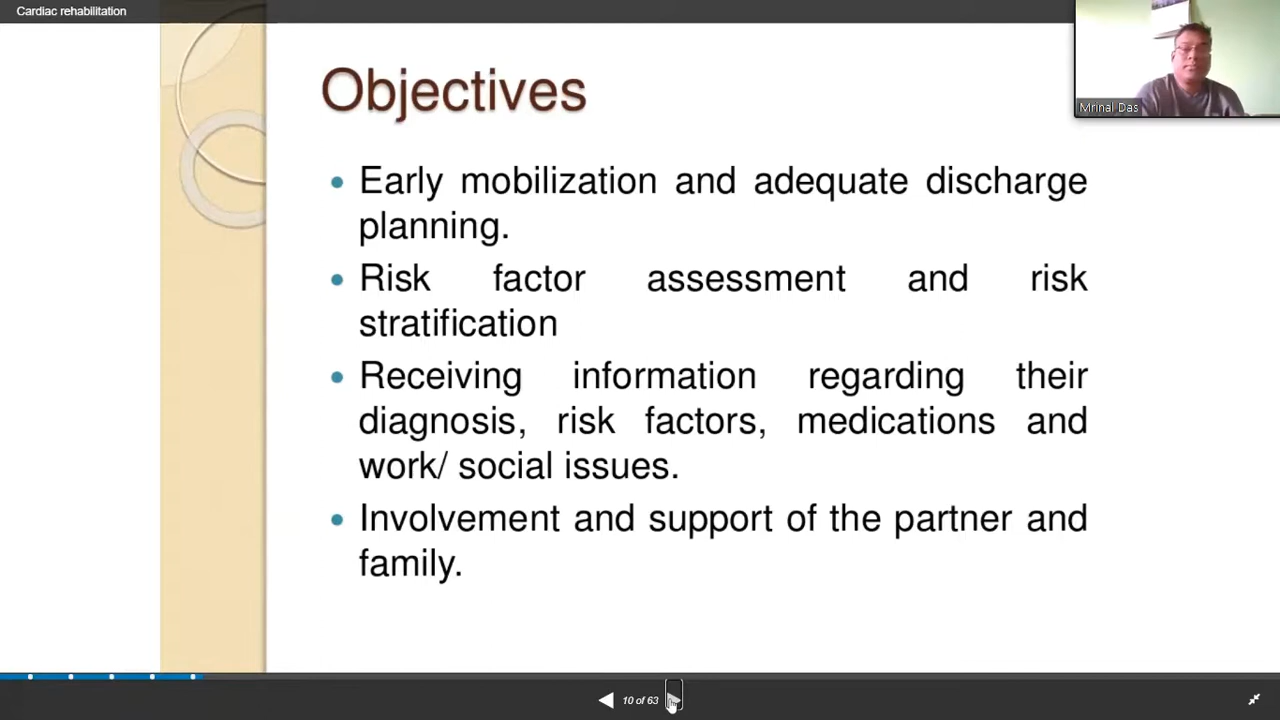 Cardiac rehabilitation
Mrinal Das
Objectives
Early mobilization and adequate discharge
planning.
Risk factor assessment and risk
stratification
Receiving information regarding their
diagnosis, risk factors, medications and
work/ social issues.
Involvement and support of the partner and
family.
10 of 63